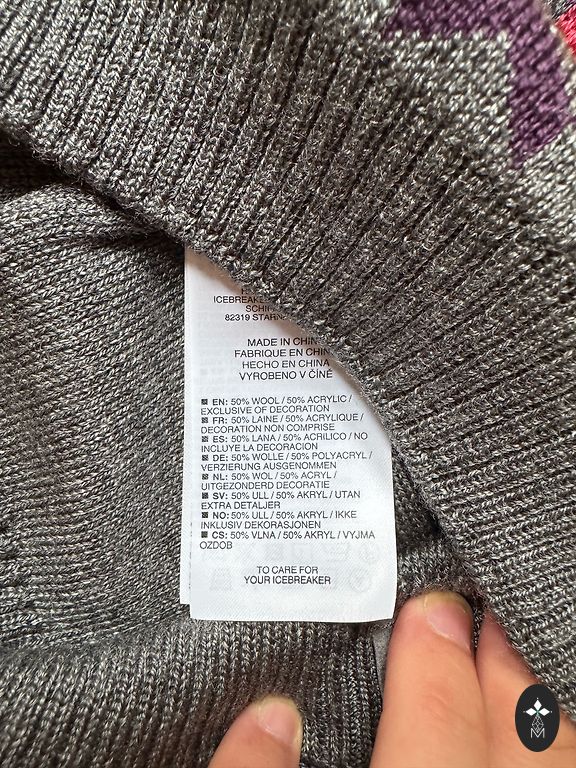 ICEBREAKE
82319 STARN
MADE IN CHIN
FABRIQUE EN CHIN
HECHO EN CHINA
VYROBENO V ČÍNĚ
EN: 50% WOOL / 50% ACRYLIC /
EXCLUSIVE OF DECORATION
FR: 50% LAINE / 50% ACRYLIQUE /
DECORATION NON COMPRISE
ES: 50% LANA / 50% ACRILICO / NO
INCLUYE LA DECORACION
DE: 50% WOLLE / 50% POLYACRYL /
VERZIERUNG AUSGENOMMEN
NL: 50% WOL / 50% ACRYL /
UITGEZONDERD DECORATIE
SV: 50% ULL / 50% AKRYL / UTAN
EXTRA DETALJER
NO: 50% ULL / 50% AKRYL / IKKE
INKLUSIV DEKORASJONEN
CS: 50% VLNA / 50% AKRYL / VYJMA
OZDOB
TO CARE FOR
YOUR ICEBREAKER